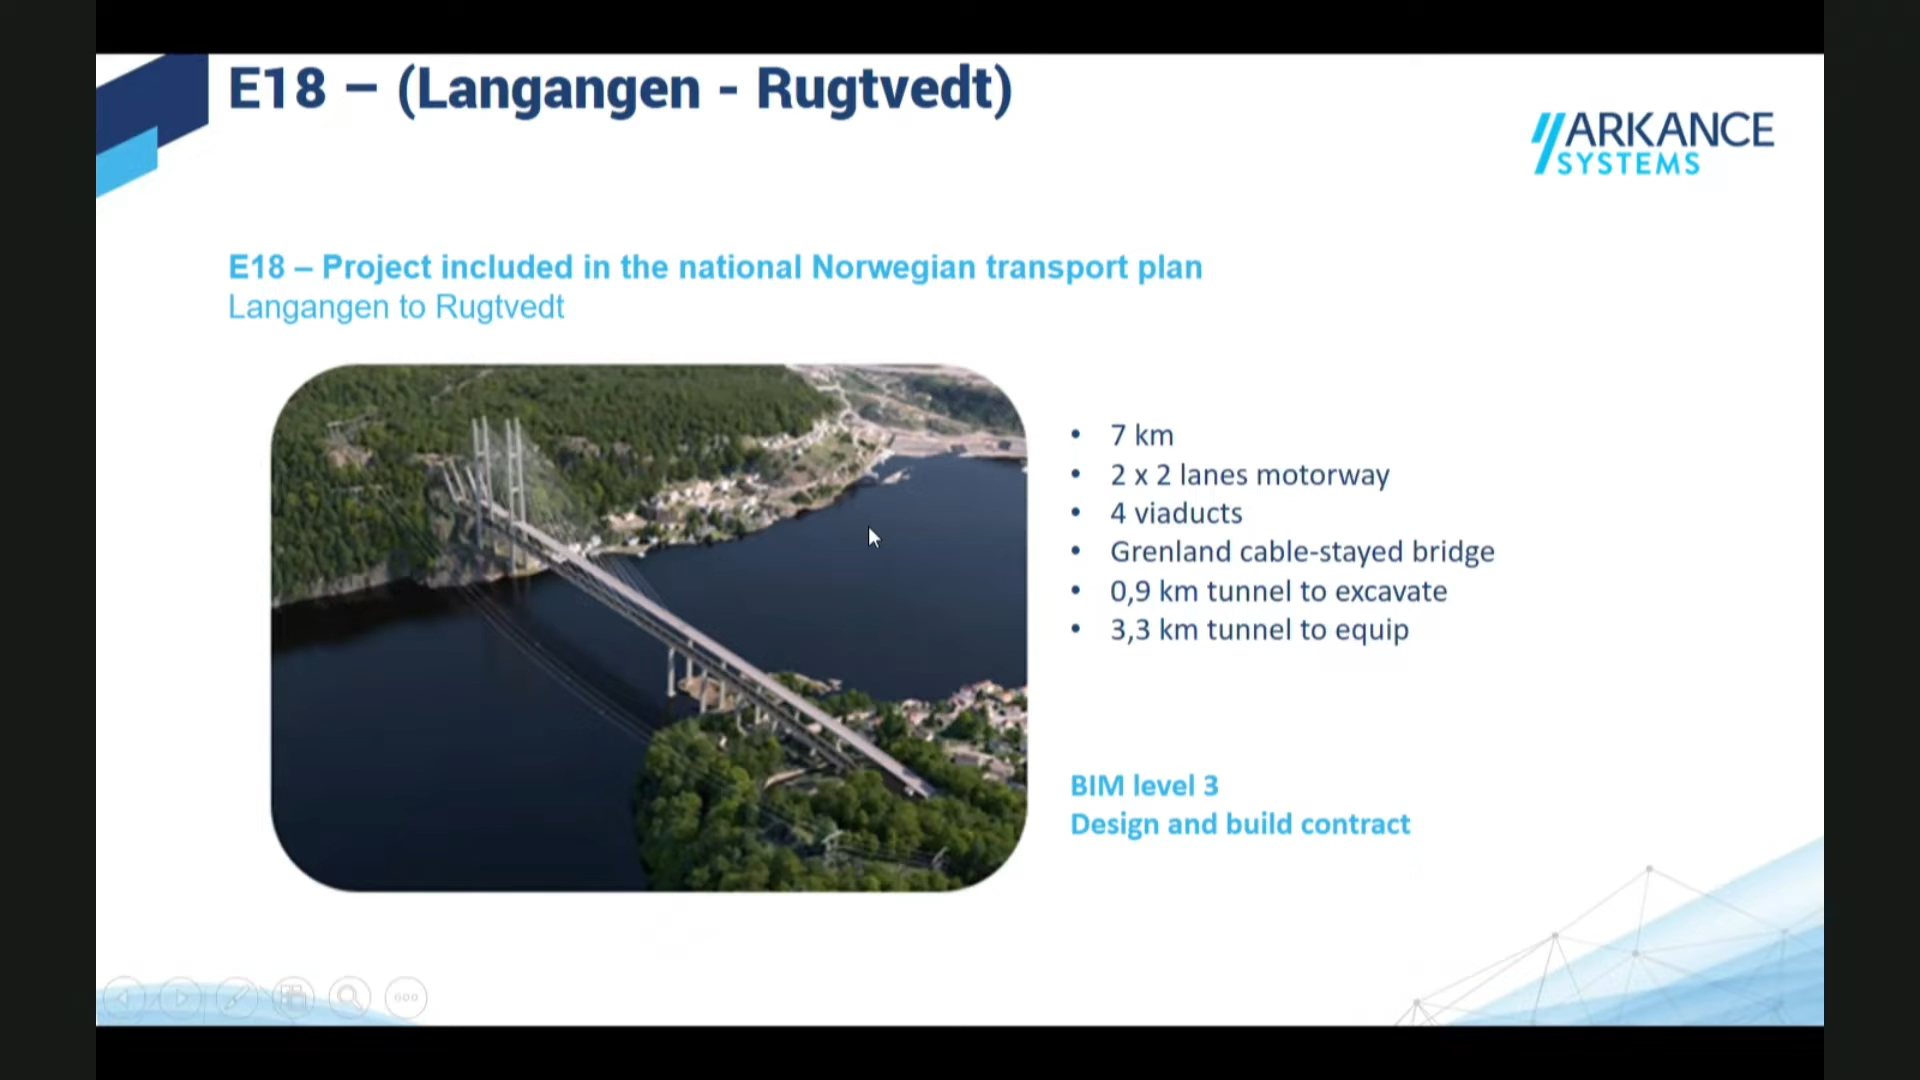 E18 – (Langangen - Rugtvedt)
ARKANCE
SYSTEMS
E18 – Project included in the national Norwegian transport plan
Langangen to Rugtvedt
• 7 km
• 2 x 2 lanes motorway
• 4 viaducts
• Grenland cable-stayed bridge
• 0,9 km tunnel to excavate
• 3,3 km tunnel to equip
BIM level 3
Design and build contract